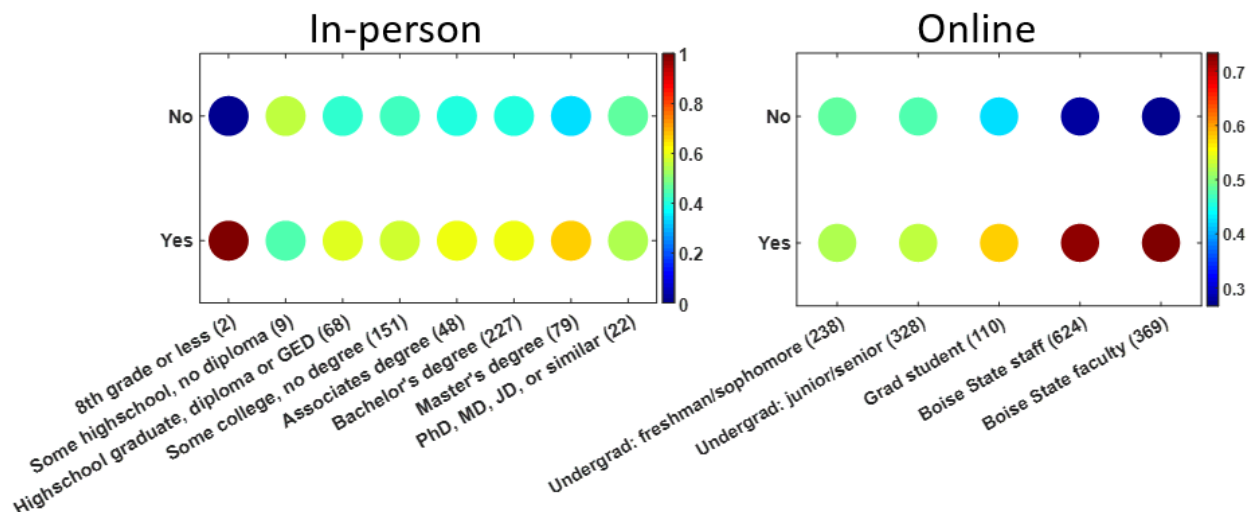 In-person
Online
No
Yes
1
0.8
0.6
0.4
0.2
0
8th grade or less (2)
Some highschool, no diploma (9)
Highschool graduate, diploma or GED (68)
Some college, no degree (151)
Associates degree (48)
Bachelor's degree (227)
Master's degree (79)
PhD, MD, JD, or similar (22)
No
Yes
0.7
0.6
0.5
0.4
0.3
Undergrad: freshman/sophomore (238)
Undergrad: junior/senior (328)
Grad student (110)
Boise State staff (624)
Boise State faculty (369)